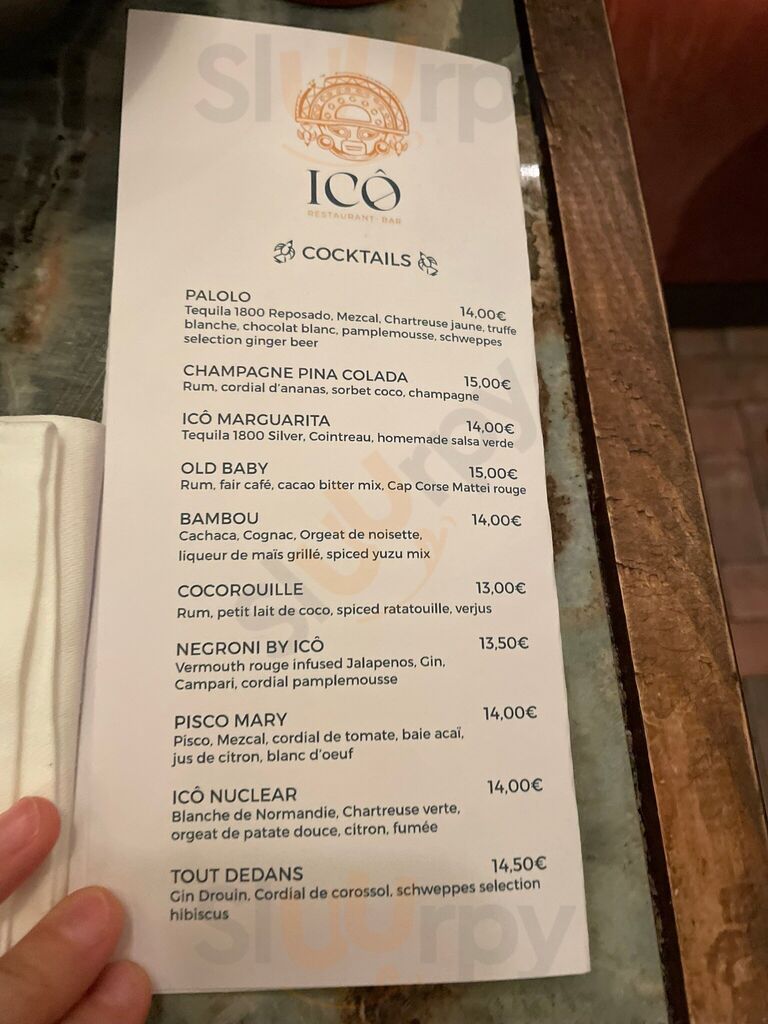 Sluurpy
ICÔ
RESTAURANT-BAR
COCKTAILS
PALOLO 14,00€
Tequila 1800 Reposado, Mezcal, Chartreuse jaune, truffe
blanche, chocolat blanc, pamplemousse, schweppes
selection ginger beer
CHAMPAGNE PINA COLADA 15,00€
Rum, cordial d'ananas, sorbet coco, champagne
ICÔ MARGUARITA 14,00€
Tequila 1800 Silver, Cointreau, homemade salsa verde
OLD BABY 15,00€
Rum, fair café, cacao bitter mix, Cap Corse Mattei rouge
BAMBOU 14,00€
Cachaca, Cognac, Orgeat de noisette,
liqueur de maïs grillé, spiced yuzu mix
Sluurpy
COCOROUILLE 13,00€
Rum, petit lait de coco, spiced ratatouille, verjus
NEGRONI BY ICÔ 13,50€
Vermouth rouge infused Jalapenos, Gin,
Campari, cordial pamplemousse
PISCO MARY 14,00€
Pisco, Mezcal, cordial de tomate, baie acaï,
jus de citron, blanc d'oeuf
ICÔ NUCLEAR 14,00€
Blanche de Normandie, Chartreuse verte,
orgeat de patate douce, citron, fumée
TOUT DEDANS 14,50€
Gin Drouin, Cordial de corossol, schweppes selection
hibiscus
Sluurpy